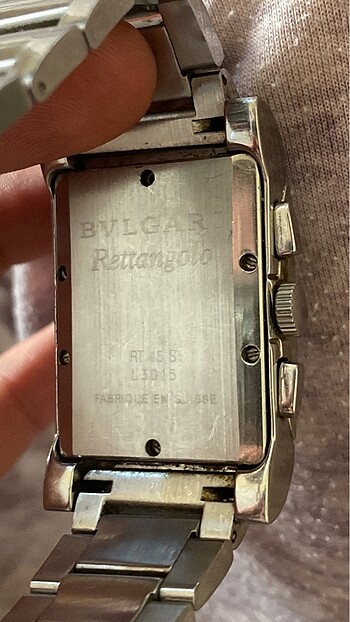 BVLGARI
Rettangolo
RT 45 S
L3015
FABRIQUE EN SUISSE